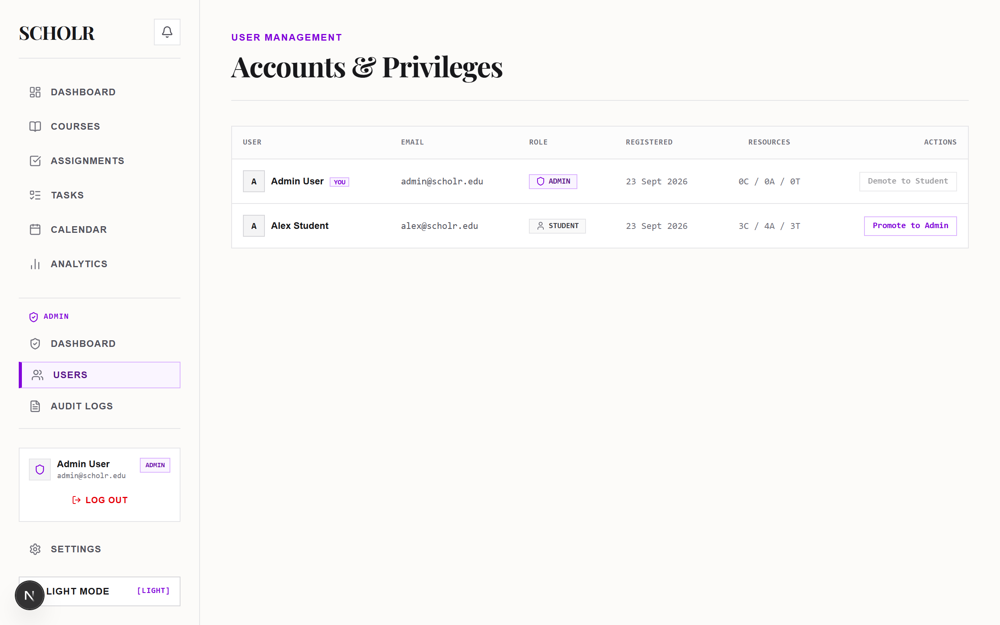 SCHOLR
DASHBOARD
COURSES
ASSIGNMENTS
TASKS
CALENDAR
ANALYTICS
ADMIN
DASHBOARD
USERS
AUDIT LOGS
Admin User ADMIN
admin@scholr.edu
LOG OUT
SETTINGS
N LIGHT MODE [LIGHT]
USER MANAGEMENT
Accounts & Privileges
USER EMAIL ROLE REGISTERED RESOURCES ACTIONS
A Admin User YOU admin@scholr.edu ADMIN 23 Sept 2026 0C / 0A / 0T Demote to Student
A Alex Student alex@scholr.edu STUDENT 23 Sept 2026 3C / 4A / 3T Promote to Admin